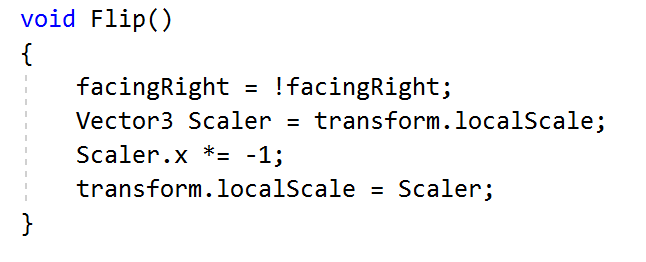 void Flip()
{
    facingRight = !facingRight;
    Vector3 Scaler = transform.localScale;
    Scaler.x *= -1;
    transform.localScale = Scaler;
}